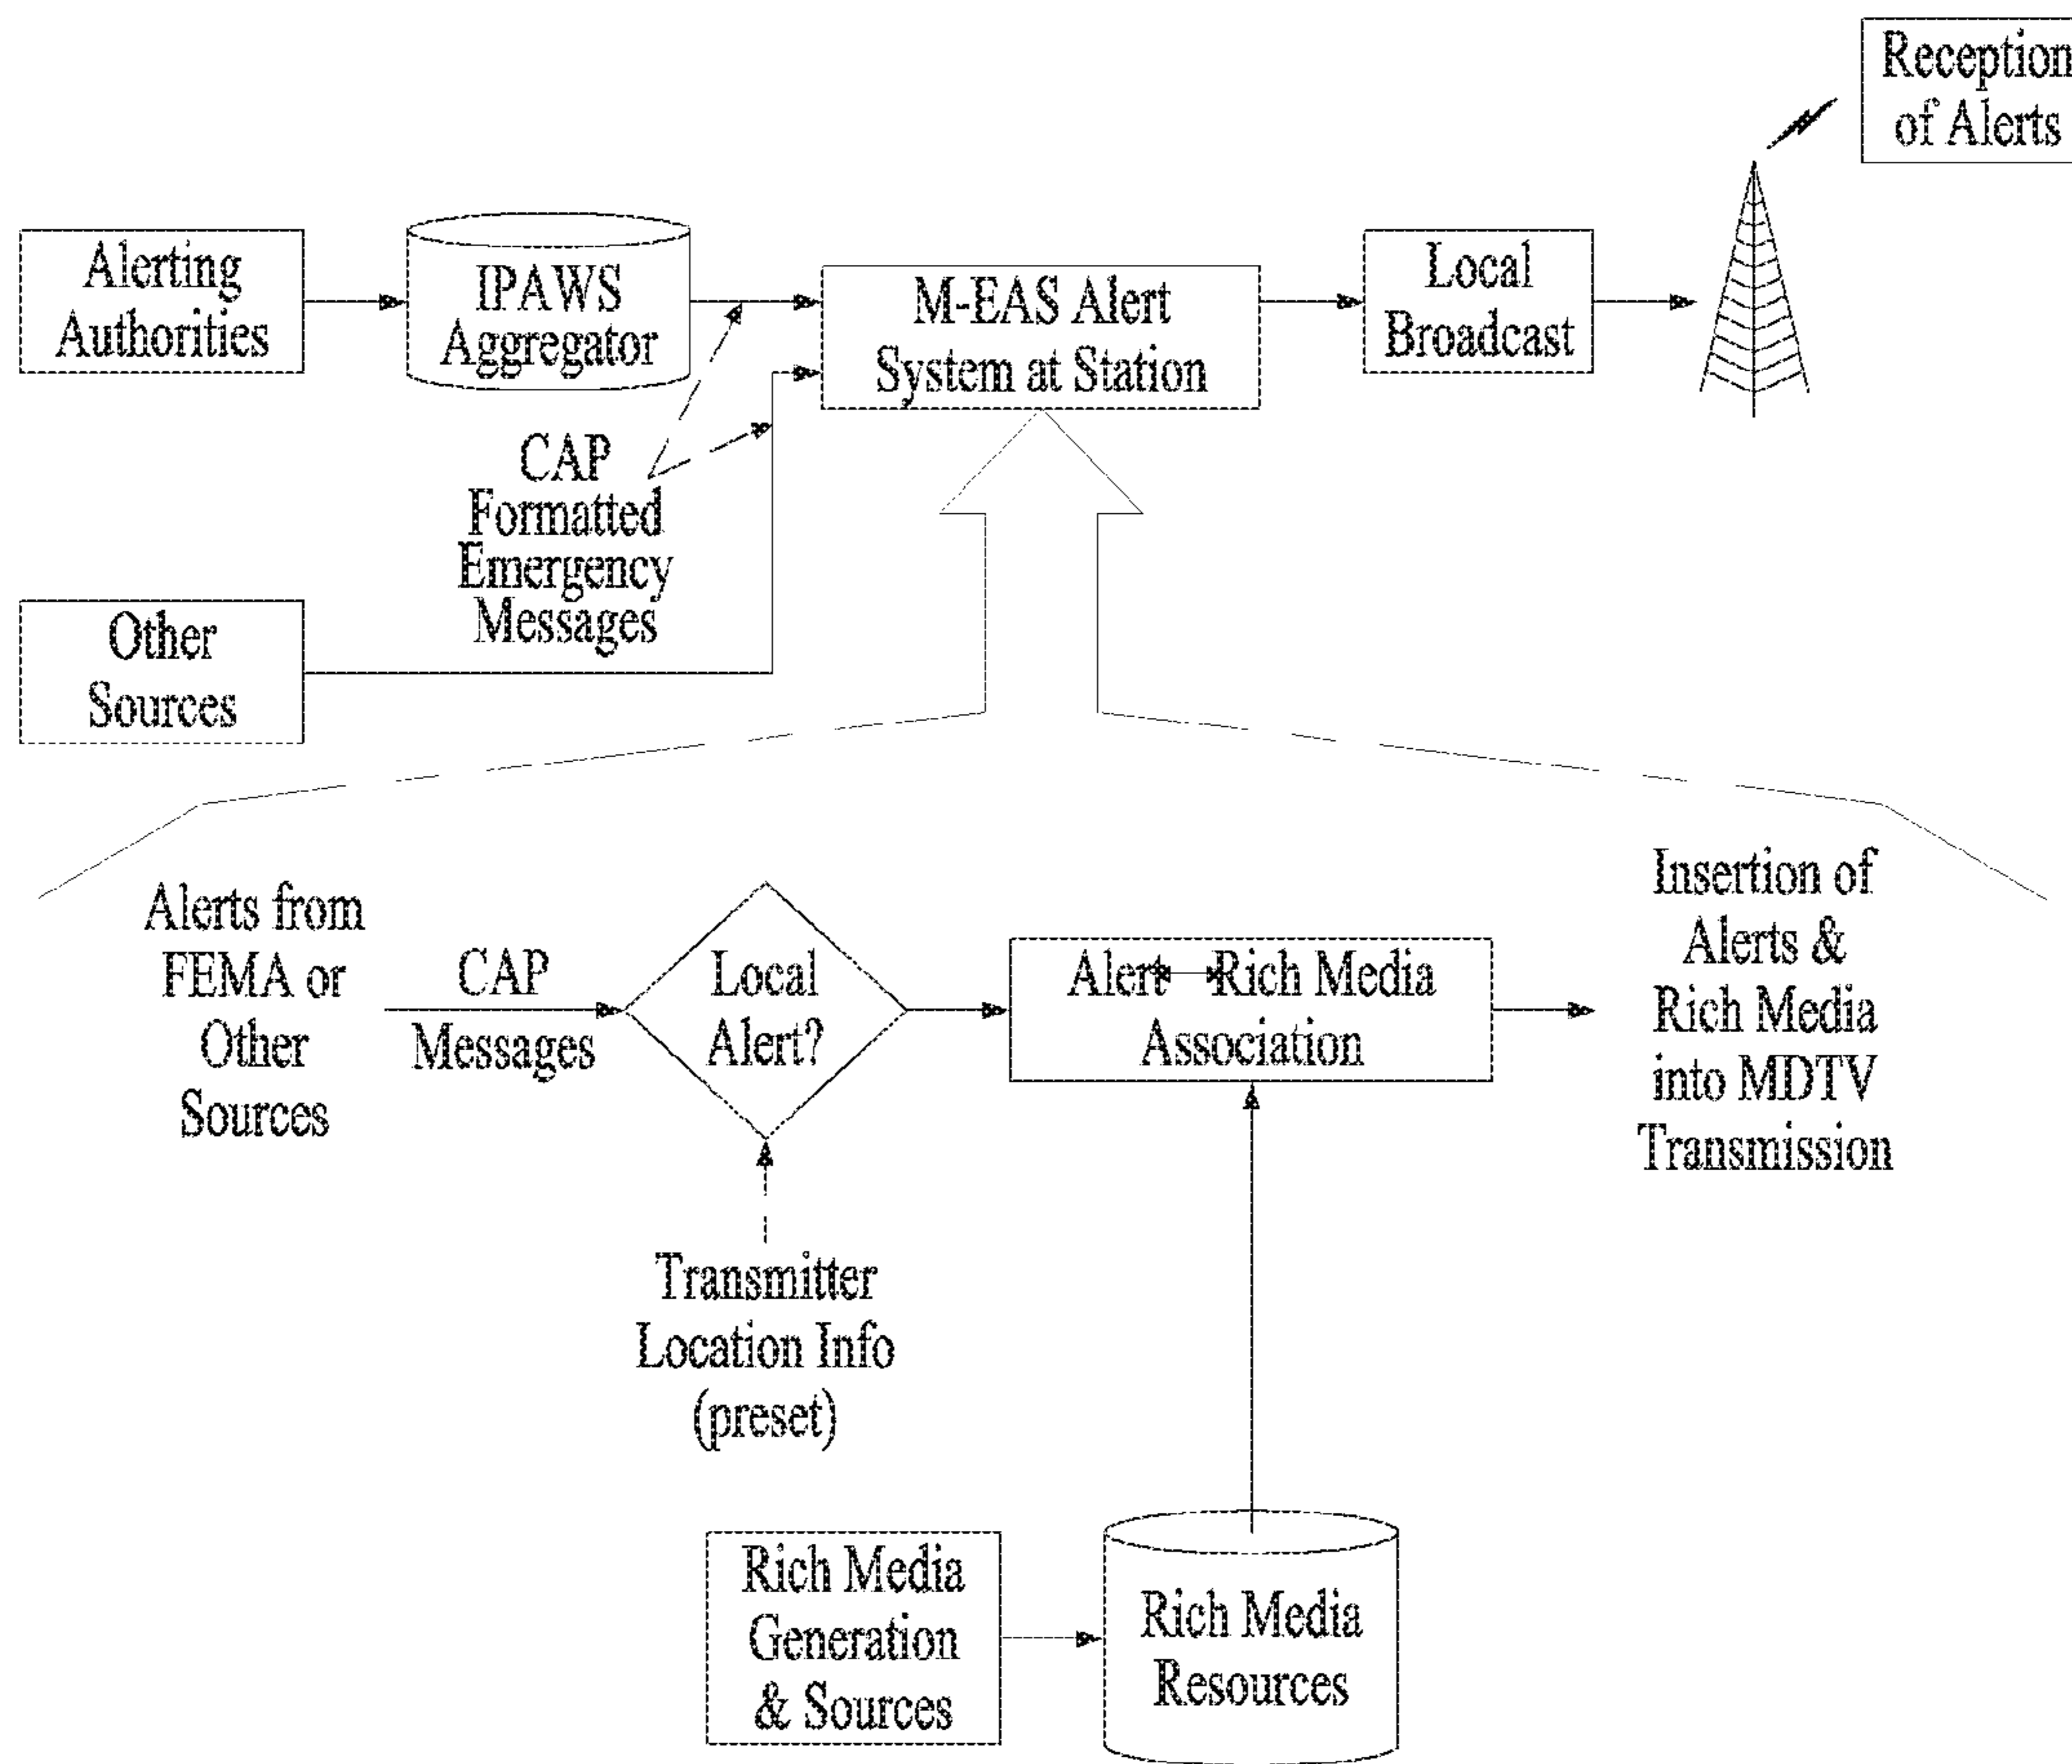 Reception
of Alerts
Alerting
Authorities
IPAWS
Aggregator
M-EAS Alert
System at Station
Local
Broadcast
CAP
Formatted
Emergency
Messages
Other
Sources
Alerts from
FEMA or
Other
Sources
CAP
Messages
Local
Alert?
Alert Rich Media
Association
Insertion of
Alerts &
Rich Media
into MDTV
Transmission
Transmitter
Location Info
(preset)
Rich Media
Generation
& Sources
Rich Media
Resources